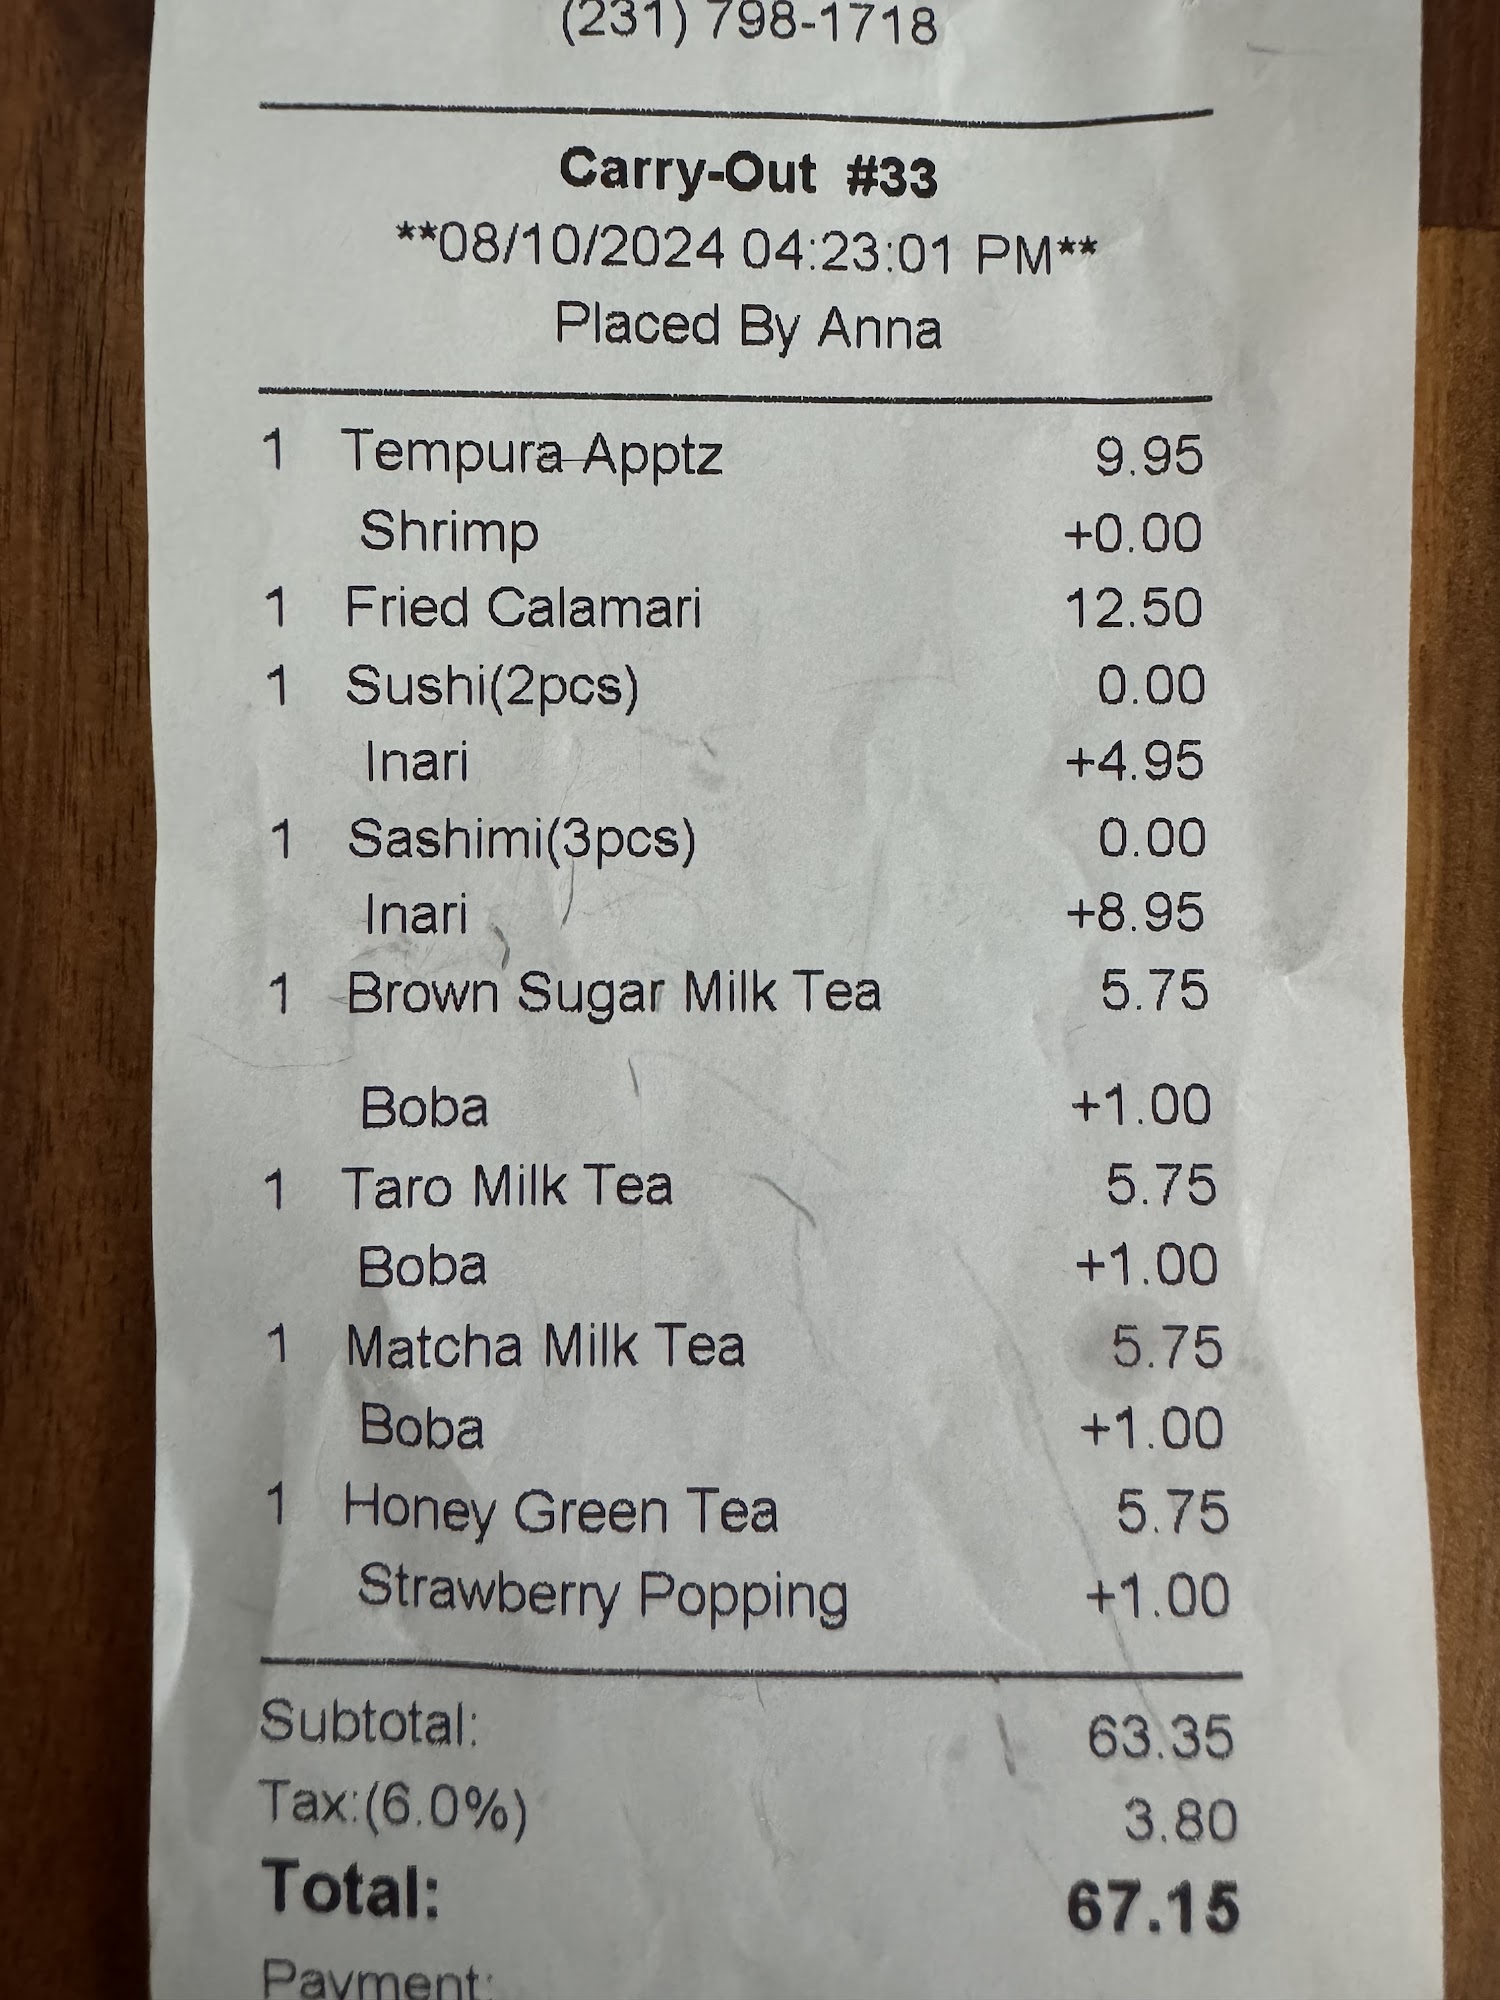 (231) 798-1718
Carry-Out #33
**08/10/2024 04:23:01 PM**
Placed By Anna
1 Tempura Apptz 9.95
Shrimp +0.00
1 Fried Calamari 12.50
1 Sushi(2pcs) 0.00
Inari +4.95
1 Sashimi(3pcs) 0.00
Inari +8.95
1 Brown Sugar Milk Tea 5.75
Boba +1.00
1 Taro Milk Tea 5.75
Boba +1.00
1 Matcha Milk Tea 5.75
Boba +1.00
1 Honey Green Tea 5.75
Strawberry Popping +1.00
Subtotal: 63.35
Tax:(6.0%) 3.80
Total: 67.15
Payment: